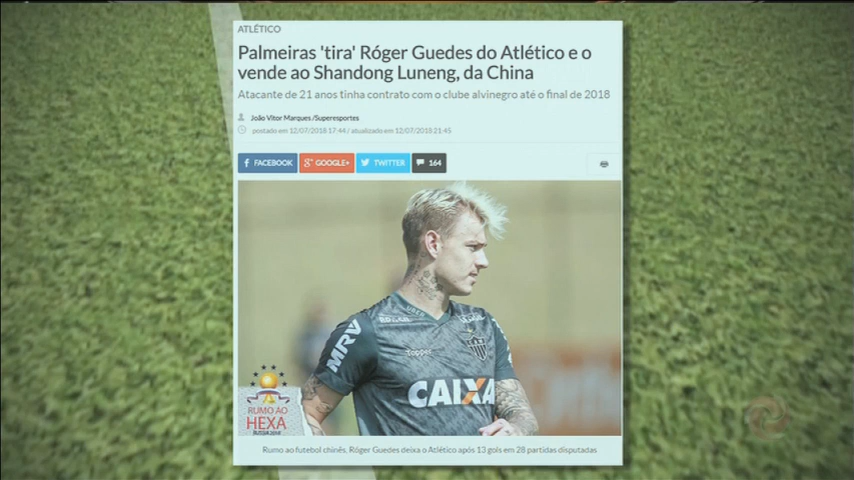 ATLÉTICO
Palmeiras 'tira' Róger Guedes do Atlético e o
vende ao Shandong Luneng, da China
Atacante de 21 anos tinha contrato com o clube alvinegro até o final de 2018
João Vitor Marques /Superesportes
postado em 12/07/2018 17:44 / atualizado em 12/07/2018 21:45
FACEBOOK GOOGLE+ TWITTER 164
UBER
MRV
topper
CAIXA
RUMO AO
HEXA
Rumo ao futebol chinês, Róger Guedes deixa o Atlético após 13 gols em 28 partidas disputadas